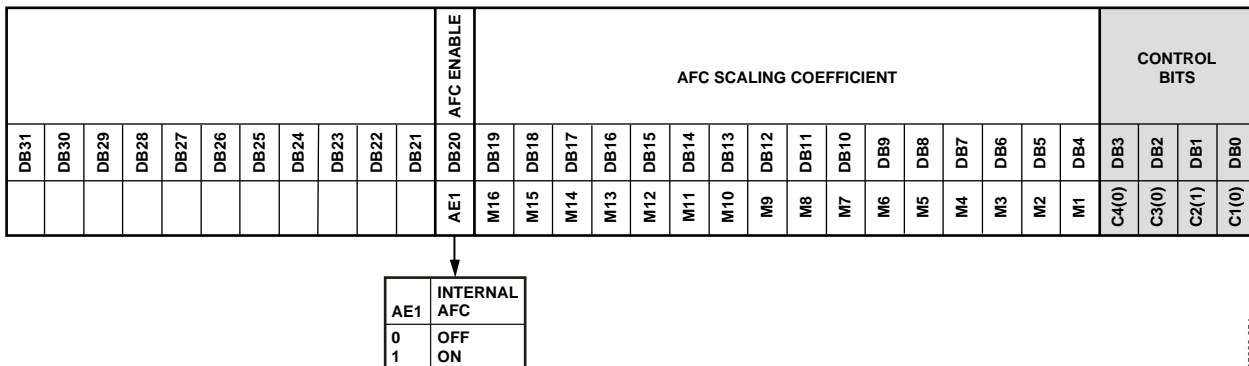 AFC ENABLE
AFC SCALING COEFFICIENT
CONTROL
BITS
DB31 DB30 DB29 DB28 DB27 DB26 DB25 DB24 DB23 DB22 DB21 DB20 DB19 DB18 DB17 DB16 DB15 DB14 DB13 DB12 DB11 DB10 DB9 DB8 DB7 DB6 DB5 DB4 DB3 DB2 DB1 DB0
AE1 M16 M15 M14 M13 M12 M11 M10 M9 M8 M7 M6 M5 M4 M3 M2 M1 C4(0) C3(0) C2(1) C1(0)
INTERNAL
AE1 AFC
0 OFF
1 ON